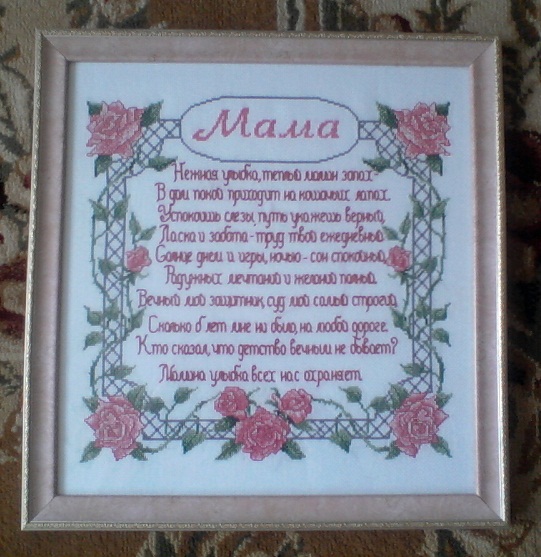 Мама
Нежная улыбка, теплый мамин запах
В дом покой приходит на кошачьих лапах.
Успокоишь слезы, путь укажешь верный,
Ласка и забота - труд твой ежедневный
Солнце днем и игры, ночью - сон спокойный,
Радужных мечтаний и желаний полный.
Вечный мой защитник, суд мой самый строгий,
Сколько б лет мне ни было, на любой дороге.
Кто сказал, что детство вечным не бывает?
Мамина улыбка всех нас охраняет